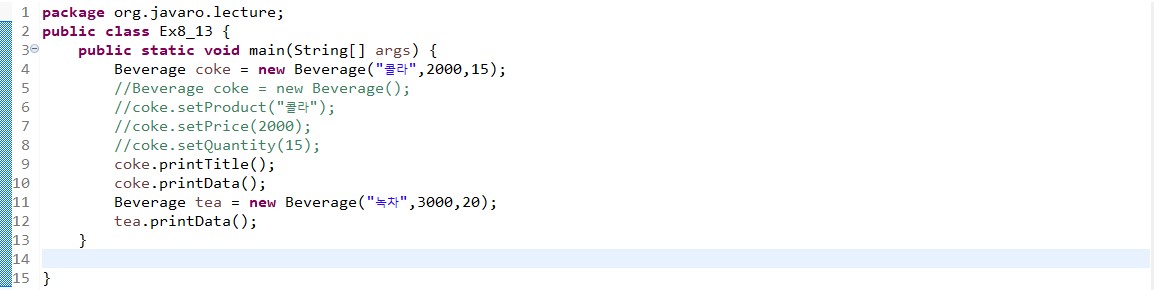 1 package org.javaro.lecture;
2 public class Ex8_13 {
3 public static void main(String[] args) {
4 Beverage coke = new Beverage("콜라",2000,15);
5 //Beverage coke = new Beverage();
6 //coke.setProduct("콜라");
7 //coke.setPrice(2000);
8 //coke.setQuantity(15);
9 coke.printTitle();
10 coke.printData();
11 Beverage tea = new Beverage("녹차",3000,20);
12 tea.printData();
13 }
14
15 }